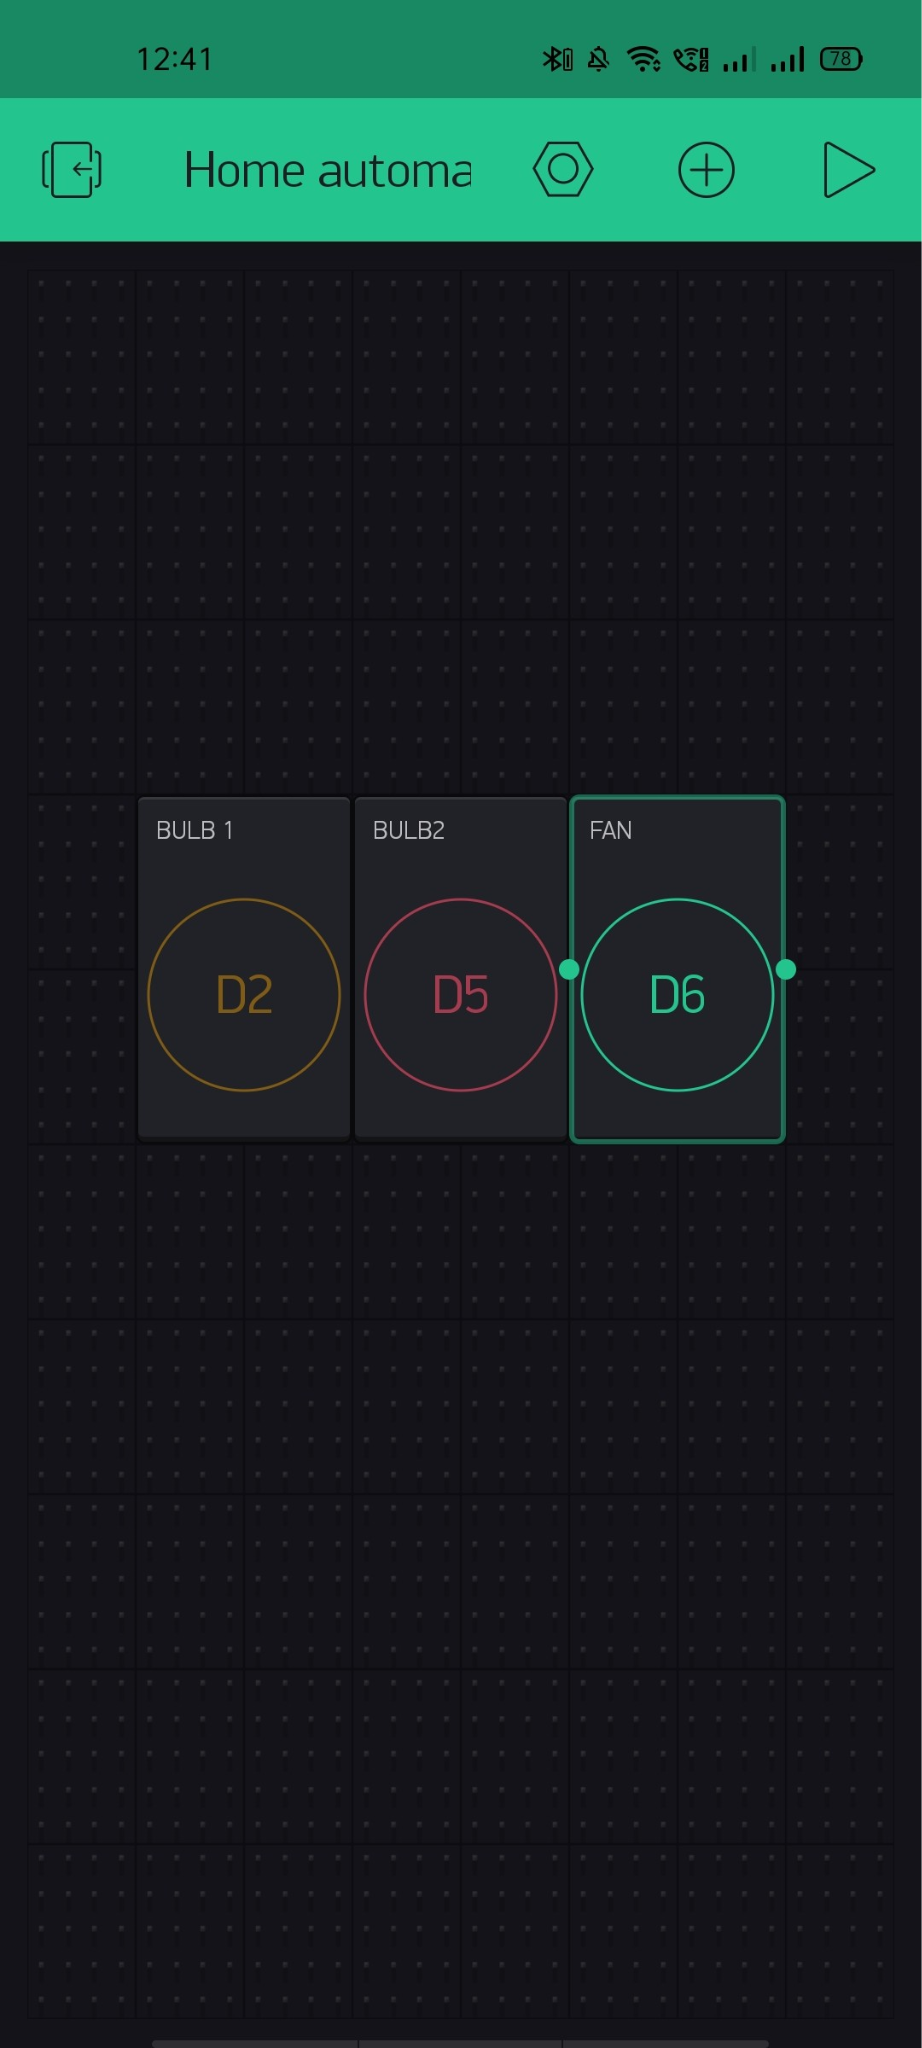 12:41 78
Home automa
BULB 1 BULB2 FAN
D2 D5 D6